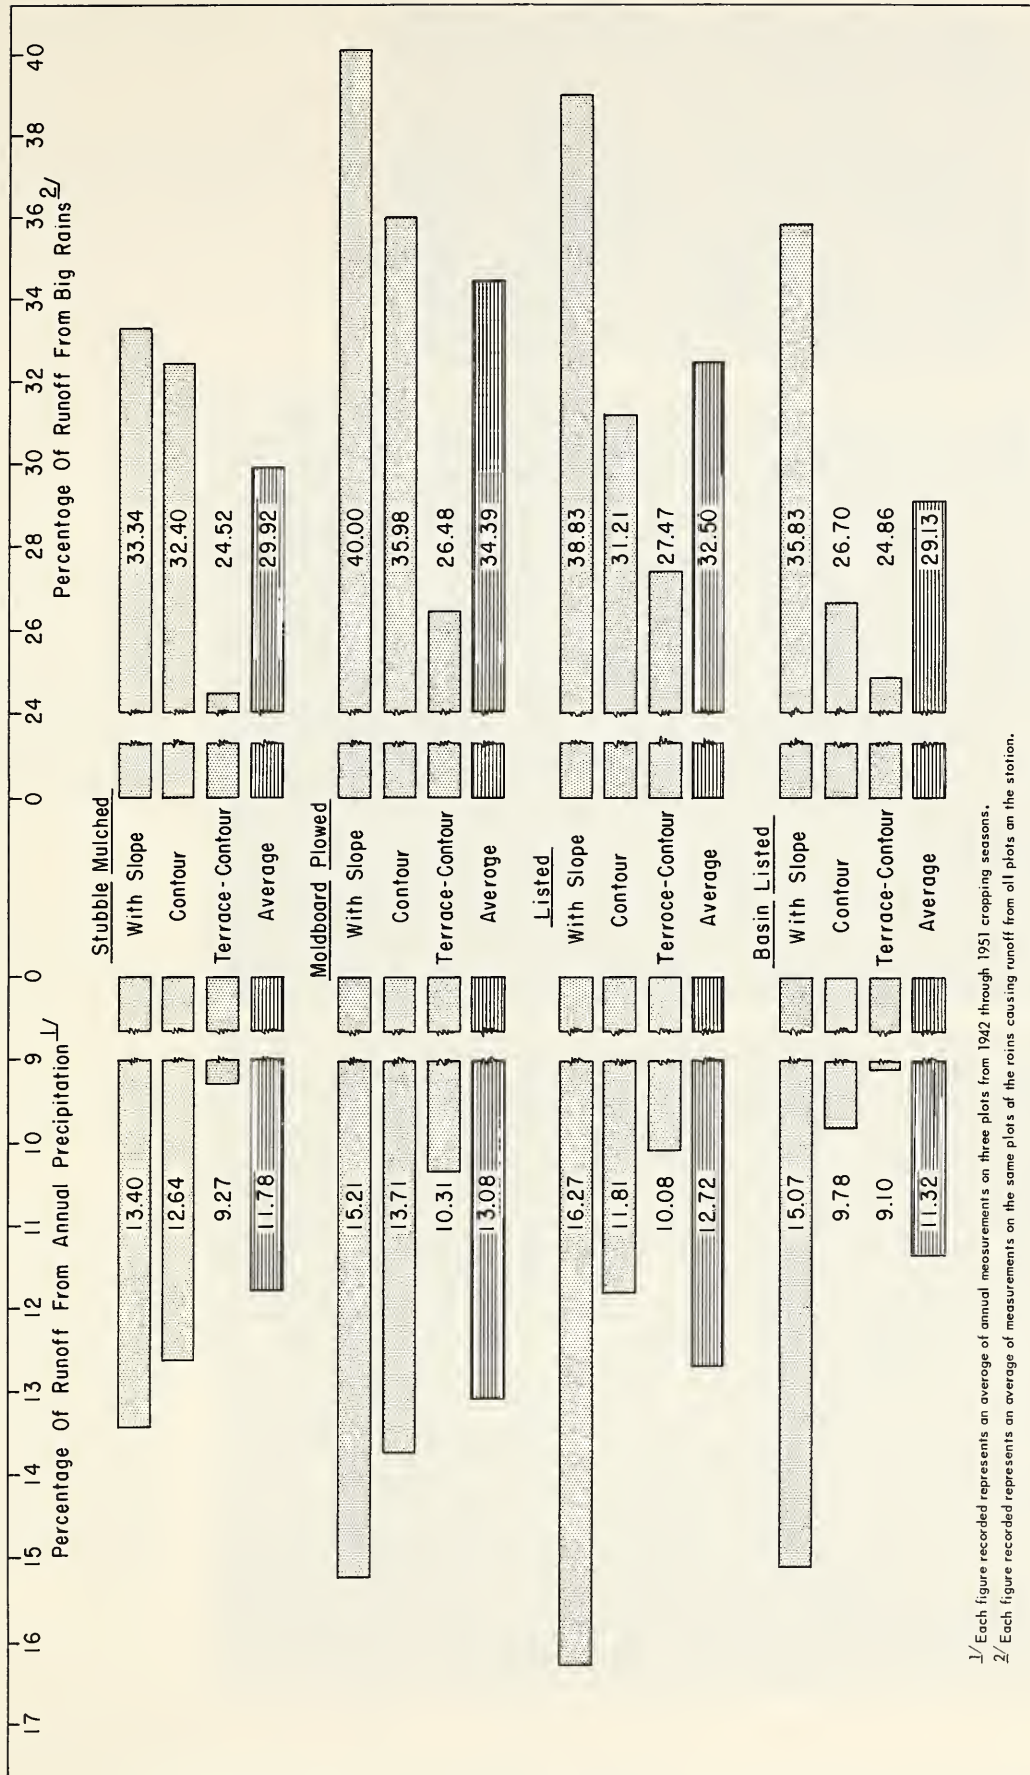 17 16 15 14 13 12 11 10 9 0 0 24 26 28 30 32 34 36 38 40
Percentage Of Runoff From Annual Precipitation 1/ Percentage Of Runoff From Big Rains 2/
Stubble Mulched
13.40 With Slope 33.34
12.64 Contour 32.40
9.27 Terrace-Contour 24.52
11.78 Average 29.92
Moldboard Plowed
15.21 With Slope 40.00
13.71 Contour 35.98
10.31 Terrace-Contour 26.48
13.08 Average 34.39
Listed
16.27 With Slope 38.83
11.81 Contour 31.21
10.08 Terrace-Contour 27.47
12.72 Average 32.50
Basin Listed
15.07 With Slope 35.83
9.78 Contour 26.70
9.10 Terrace-Contour 24.86
11.32 Average 29.13
1/ Each figure recorded represents an average of annual measurements on three plots from 1942 through 1951 cropping seasons.
2/ Each figure recorded represents an average of measurements on the same plots of the rains causing runoff from all plots on the station.